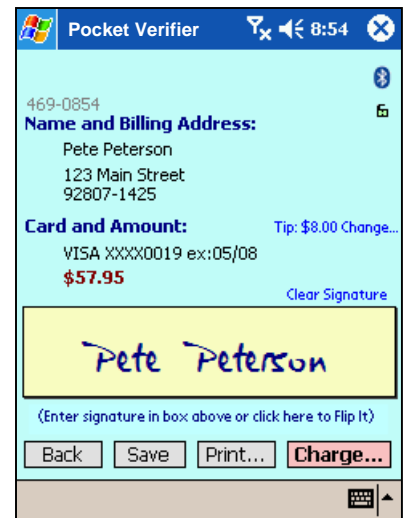 Pocket Verifier 8:54
469-0854
Name and Billing Address:
Pete Peterson
123 Main Street
92807-1425
Card and Amount: Tip: $8.00 Change...
VISA XXXX0019 ex:05/08
$57.95
Clear Signature
Pete Peterson
(Enter signature in box above or click here to Flip It)
Back Save Print... Charge...